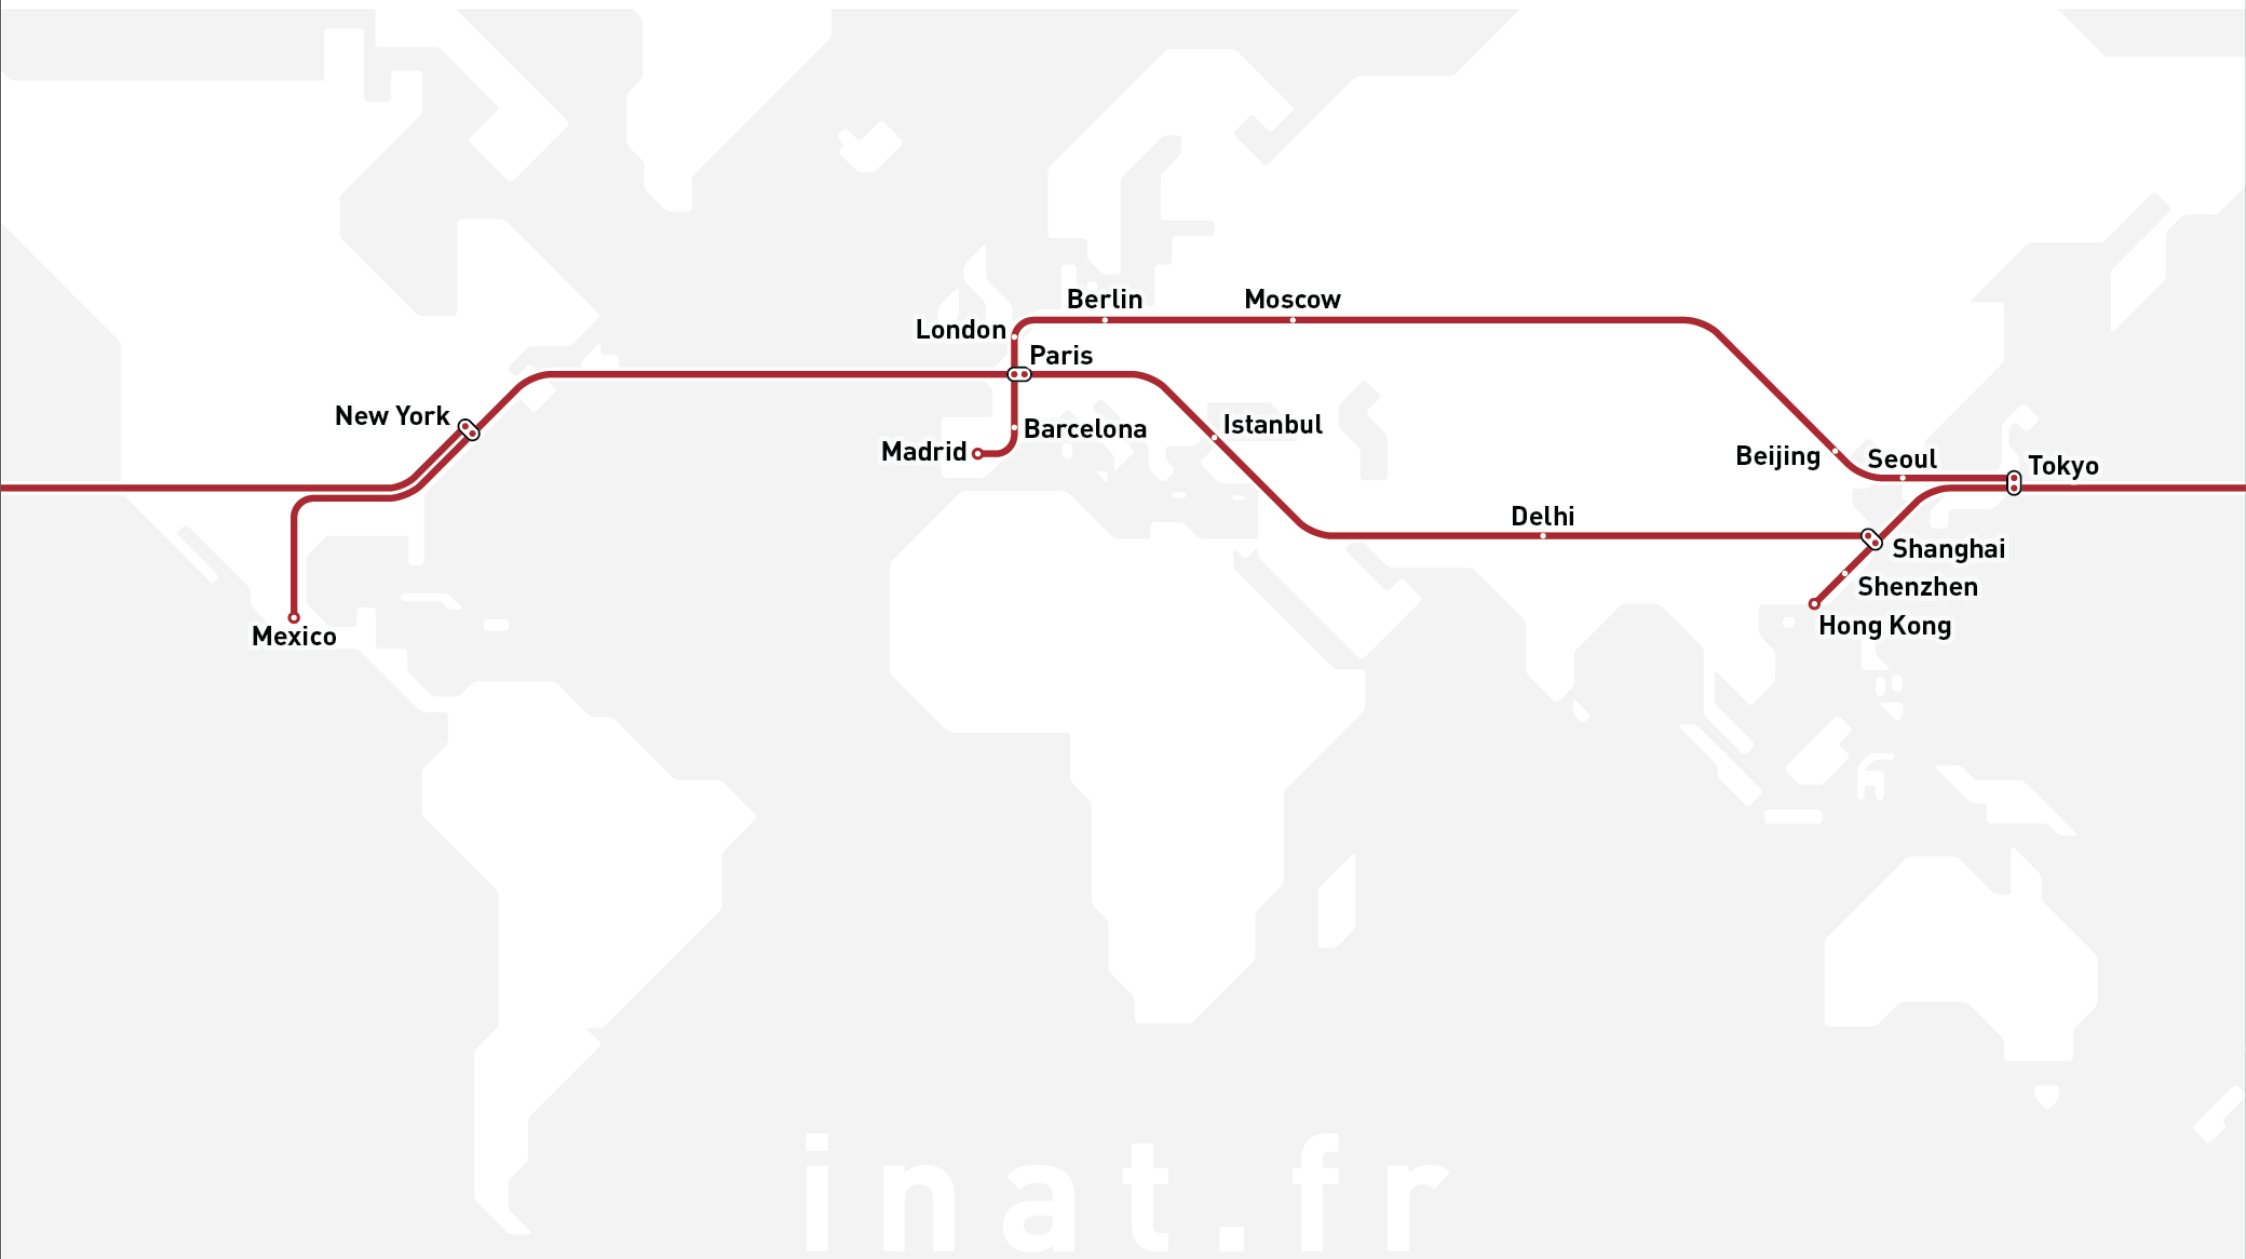 Berlin
Moscow
London
Paris
New York
Istanbul
Barcelona
Madrid
Beijing
Seoul
Tokyo
Delhi
Shanghai
Shenzhen
Hong Kong
Mexico
inat.fr